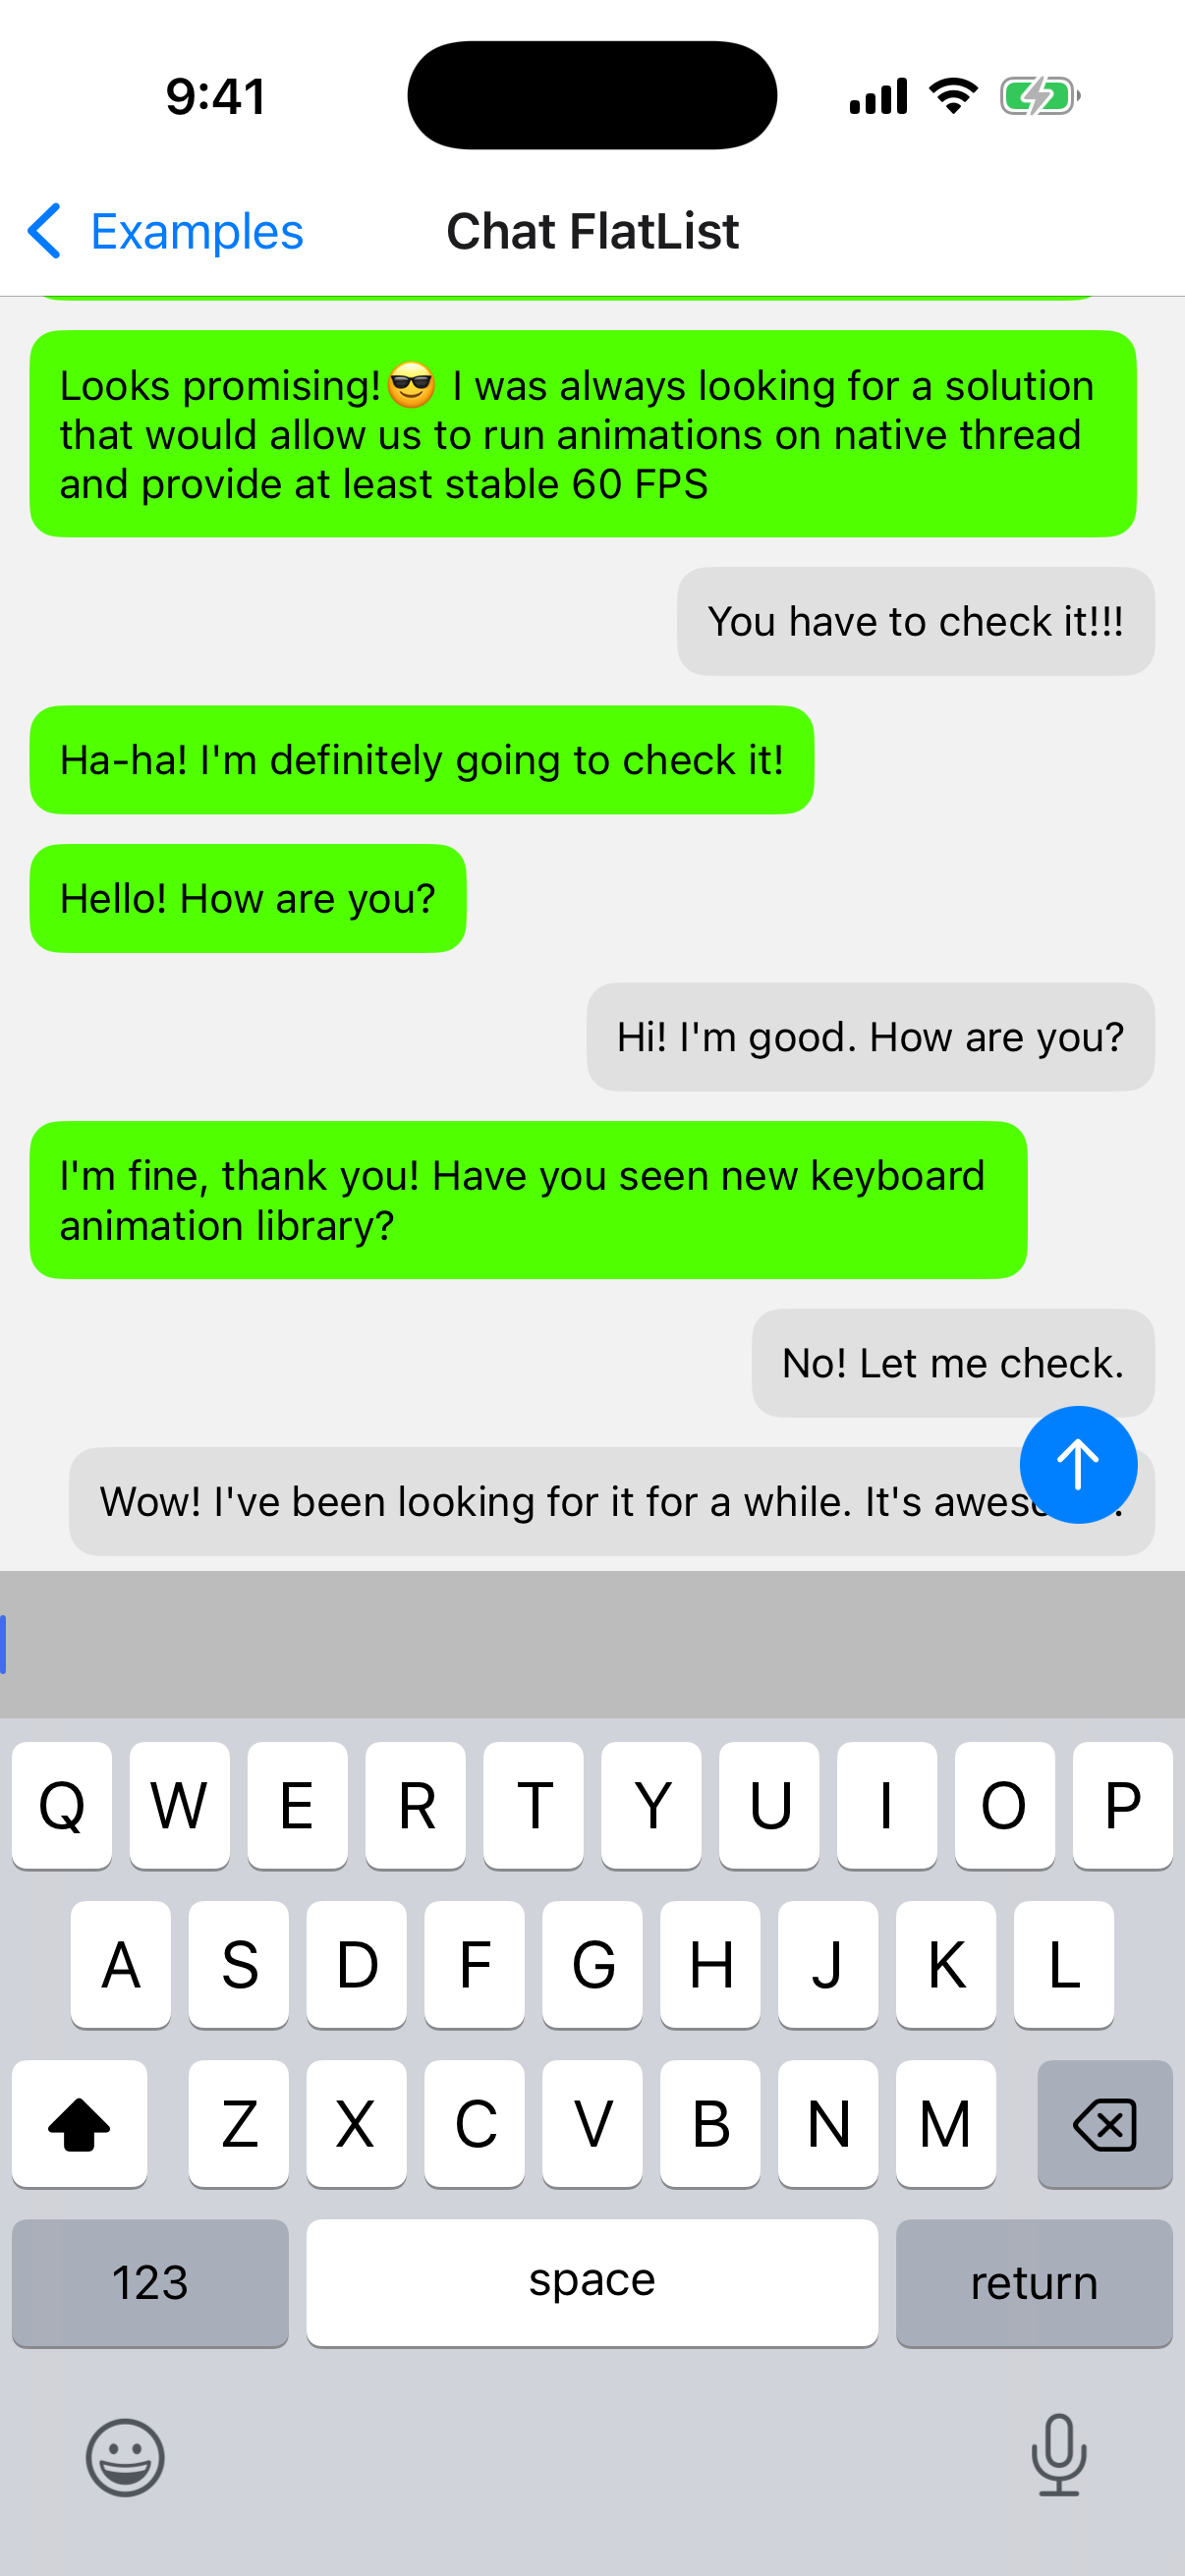 9:41
Examples
Chat FlatList
Looks promising!😎 I was always looking for a solution
that would allow us to run animations on native thread
and provide at least stable 60 FPS
You have to check it!!!
Ha-ha! I'm definitely going to check it!
Hello! How are you?
Hi! I'm good. How are you?
I'm fine, thank you! Have you seen new keyboard
animation library?
No! Let me check.
Wow! I've been looking for it for a while. It's
Q W E R T Y U I O P
A S D F G H J K L
Z X C V B N M
123 space return